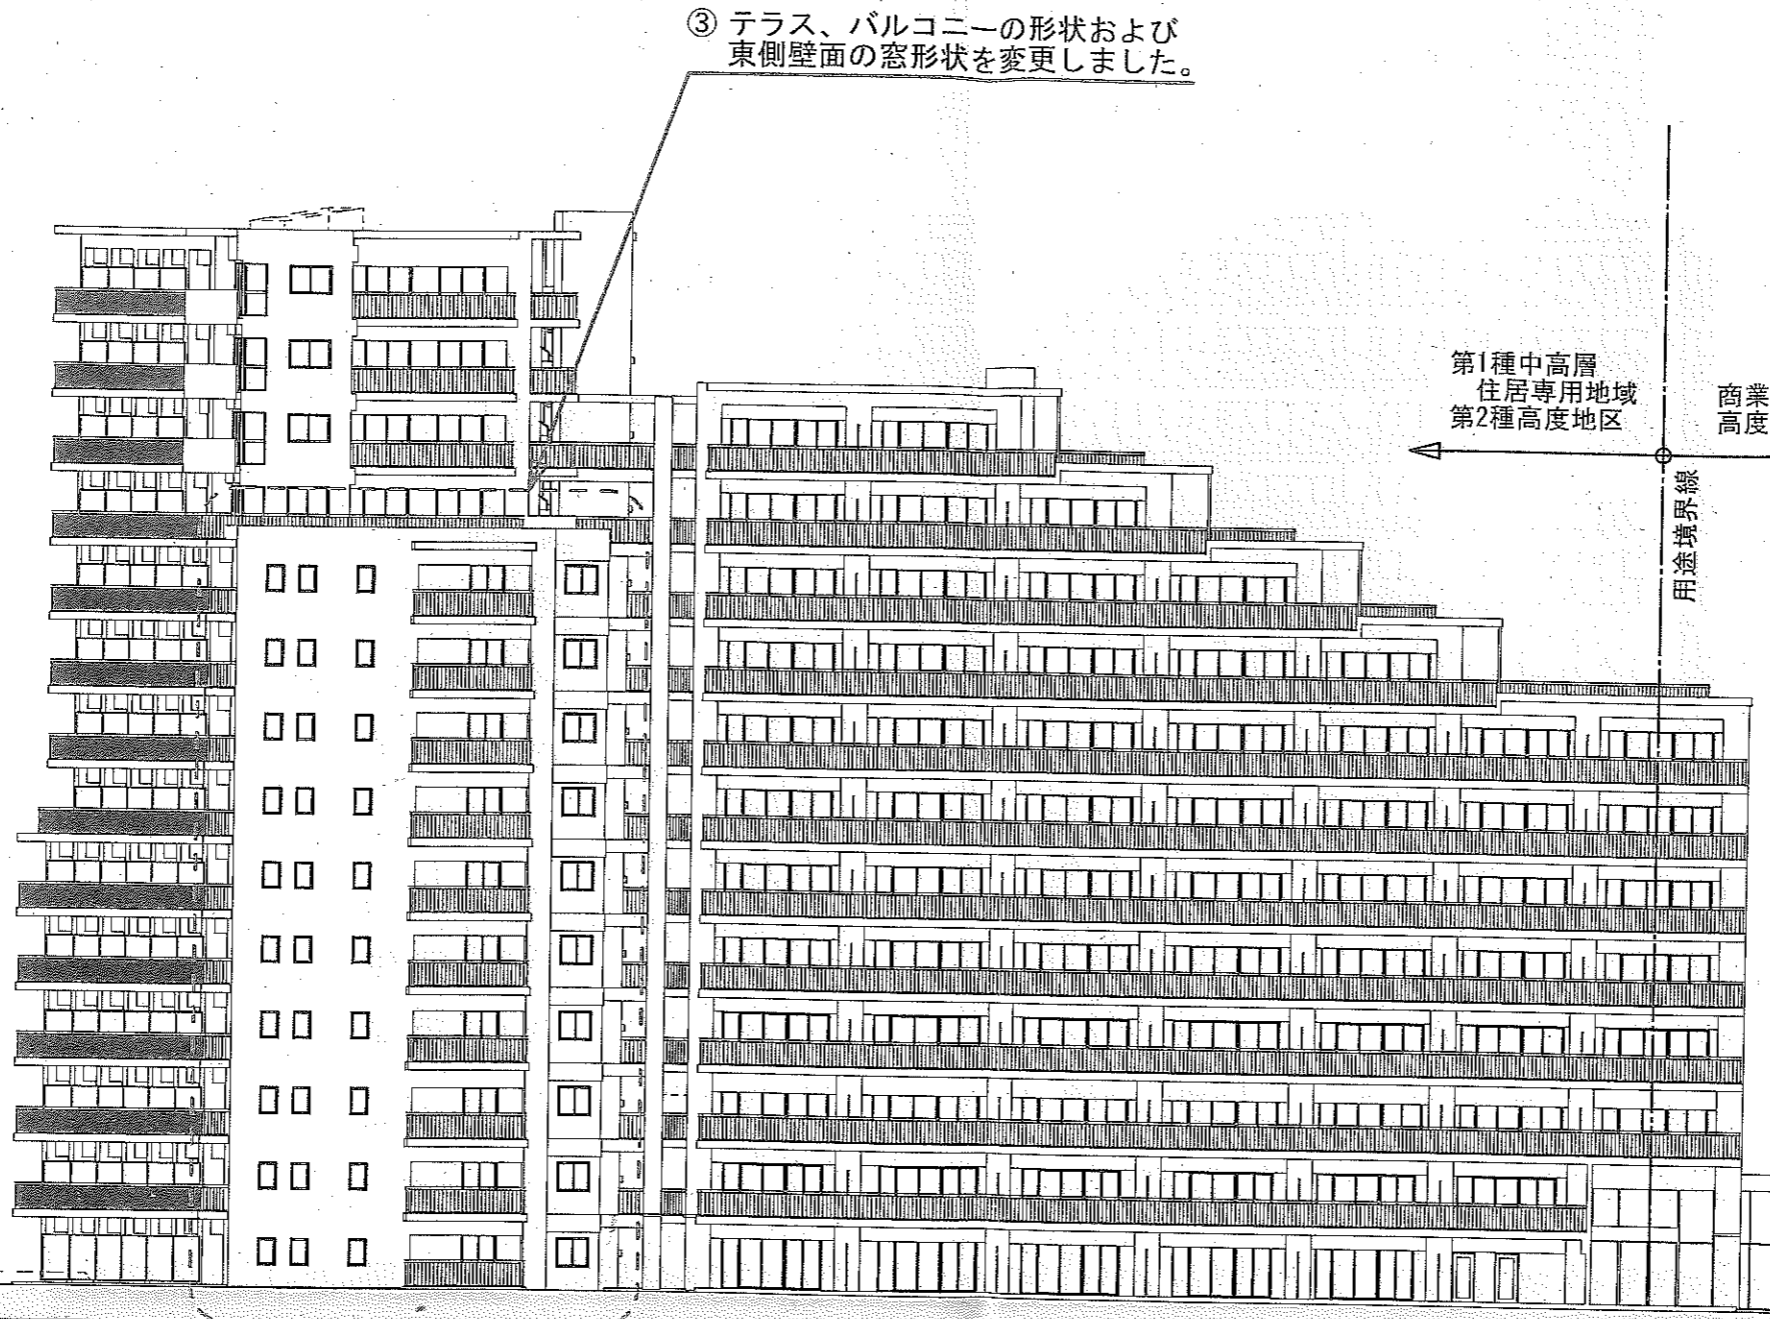 ③ テラス、バルコニーの形状および
東側壁面の窓形状を変更しました。
第1種中高層
住居専用地域
第2種高度地区
商業
高度
用途境界線